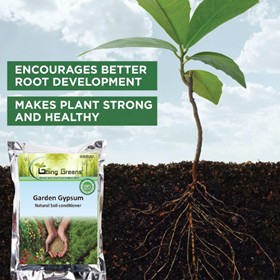 ENCOURAGES BETTER
ROOT DEVELOPMENT
MAKES PLANT STRONG
AND HEALTHY
Going Greens
Garden Gypsum
Natural Soil conditioner